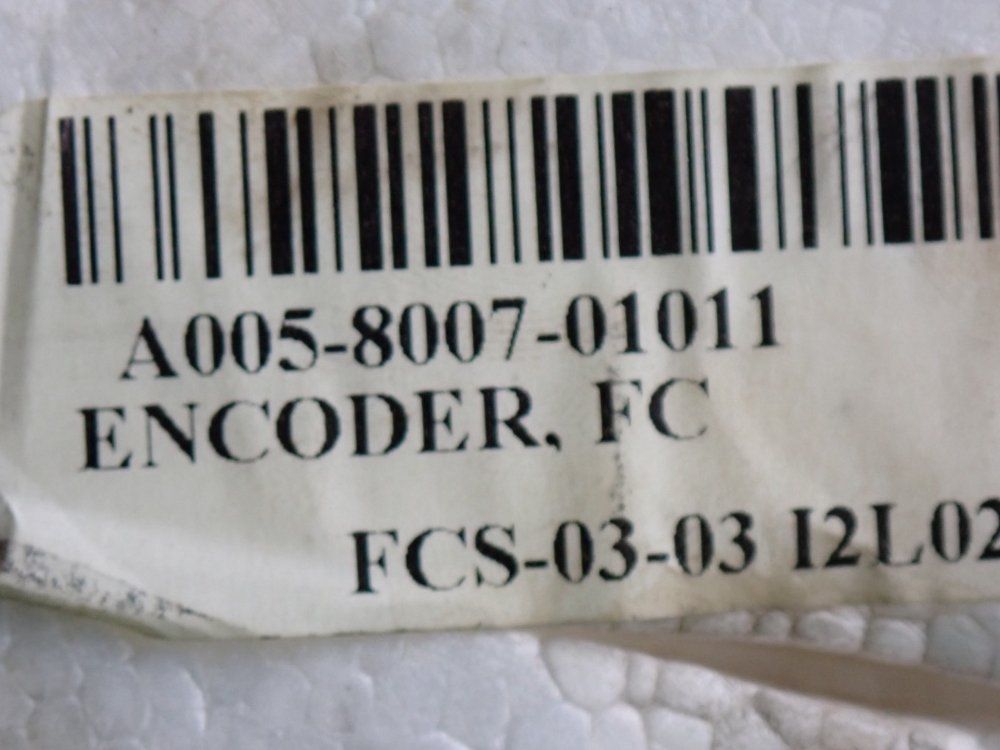 A005-8007-01011
ENCODER, FC
FCS-03-03 I2L02